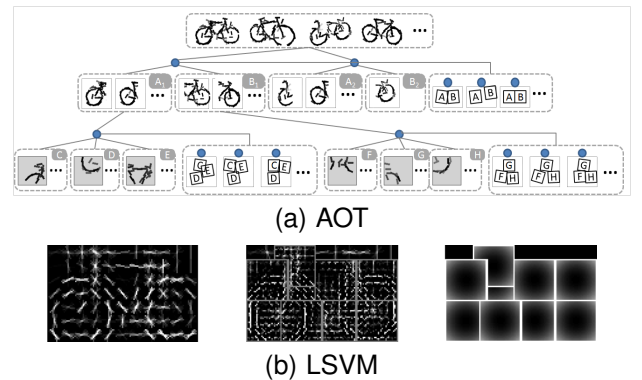 ...
A₁ B₁ A₂ B₂
... ... ... ... A B A B A B ...
C D E F G H
... ... ... G E D C E D C E D ... ... ... ... G F H G F H G F H ...
(a) AOT
(b) LSVM